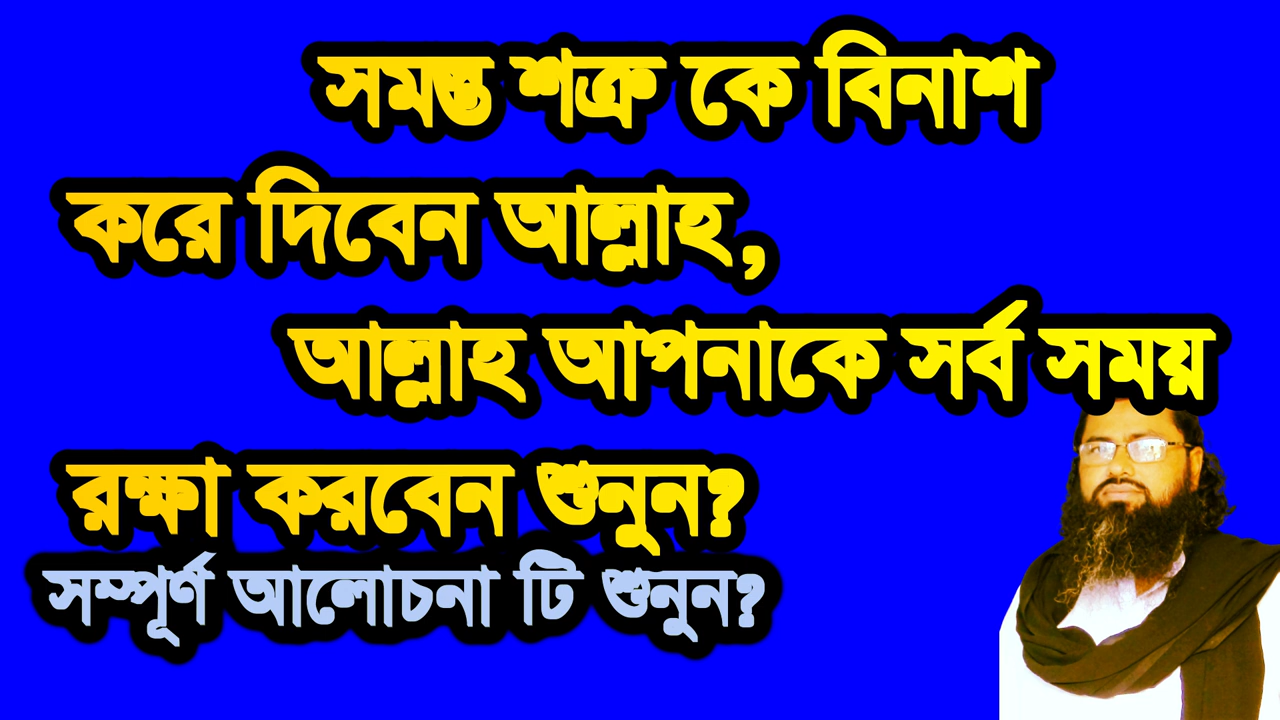 সমস্ত শত্রু কে বিনাশ
করে দিবেন আল্লাহ,
আল্লাহ আপনাকে সর্ব সময়
রক্ষা করবেন শুনুন?
সম্পূর্ণ আলোচনা টি শুনুন?